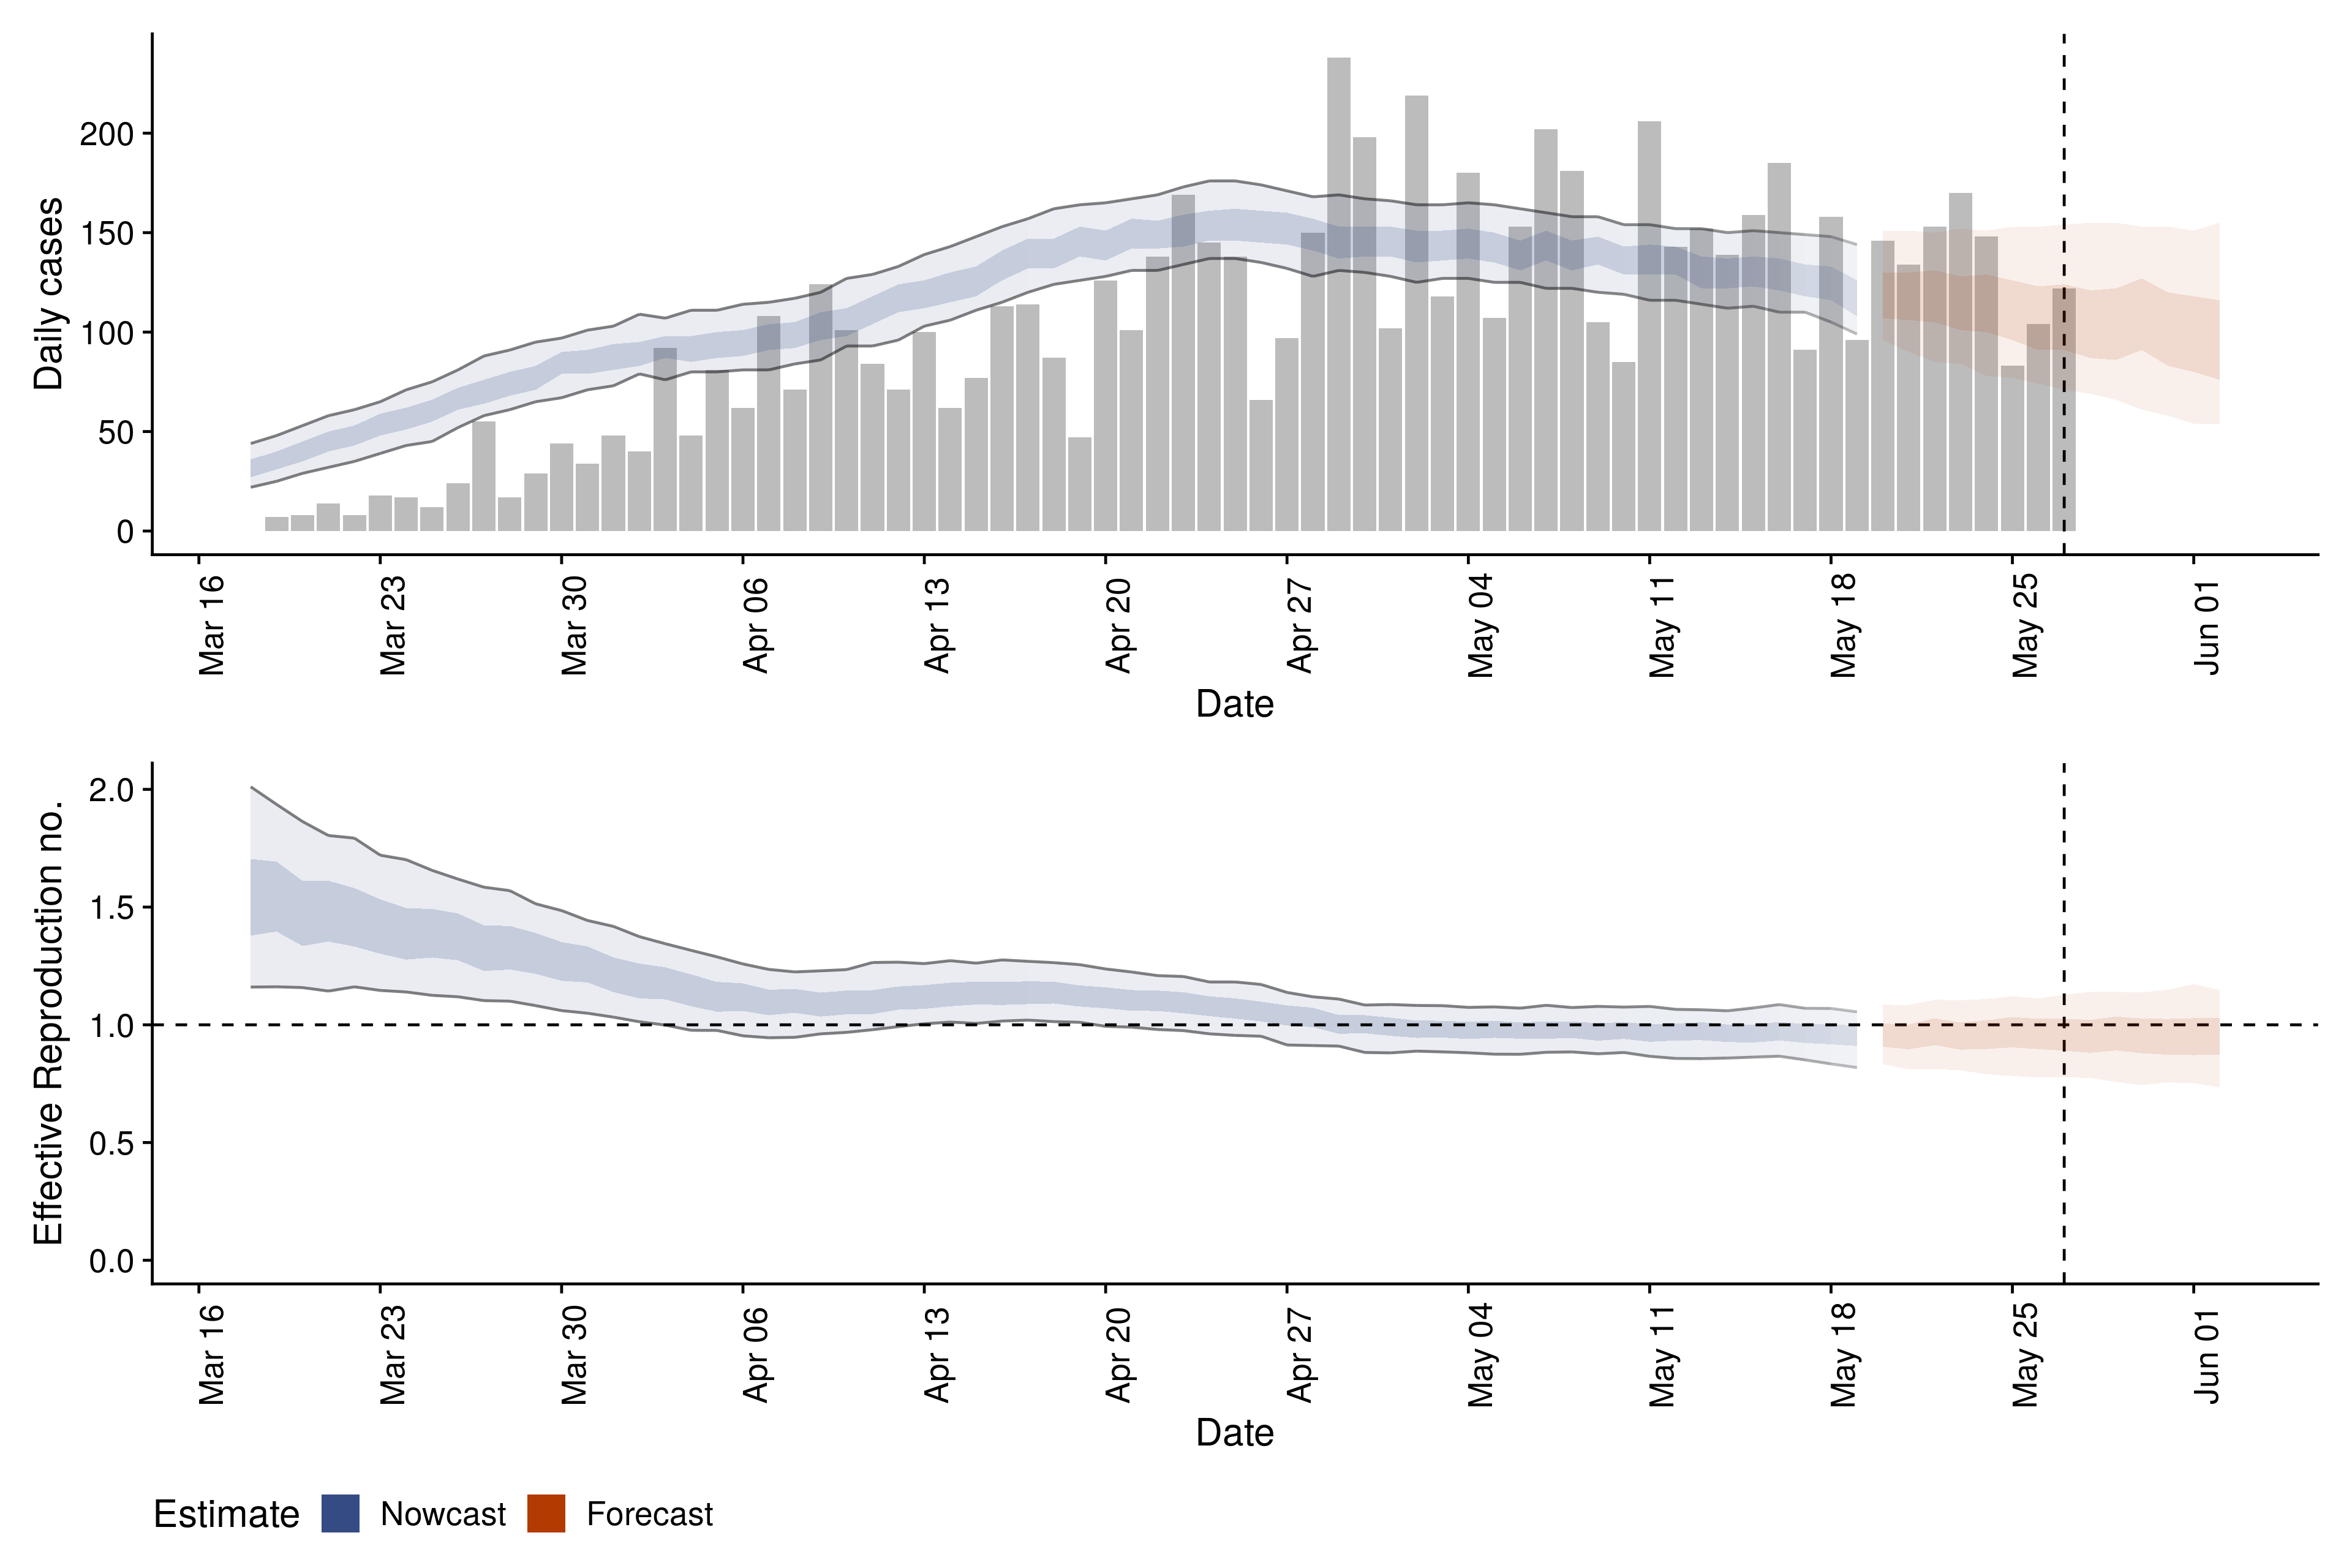 Daily cases
200
150
100
50
0
Mar 16
Mar 23
Mar 30
Apr 06
Apr 13
Apr 20
Apr 27
May 04
May 11
May 18
May 25
Jun 01
Date
Effective Reproduction no.
2.0
1.5
1.0
0.5
0.0
Mar 16
Mar 23
Mar 30
Apr 06
Apr 13
Apr 20
Apr 27
May 04
May 11
May 18
May 25
Jun 01
Date
Estimate Nowcast Forecast